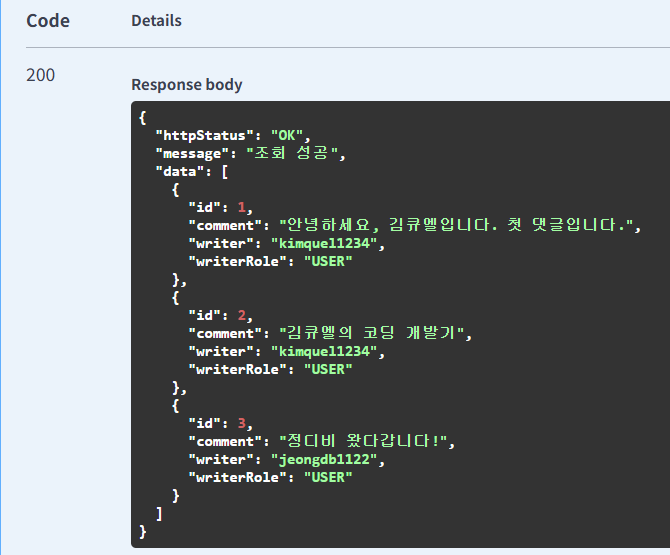 Code Details
200
Response body
{
"httpStatus": "OK",
"message": "조회 성공",
"data": [
{
"id": 1,
"comment": "안녕하세요, 김큐엘입니다. 첫 댓글입니다.",
"writer": "kimquel1234",
"writerRole": "USER"
},
{
"id": 2,
"comment": "김큐엘의 코딩 개발기",
"writer": "kimquel1234",
"writerRole": "USER"
},
{
"id": 3,
"comment": "정디비 왔다갑니다!",
"writer": "jeongdb1122",
"writerRole": "USER"
}
]
}